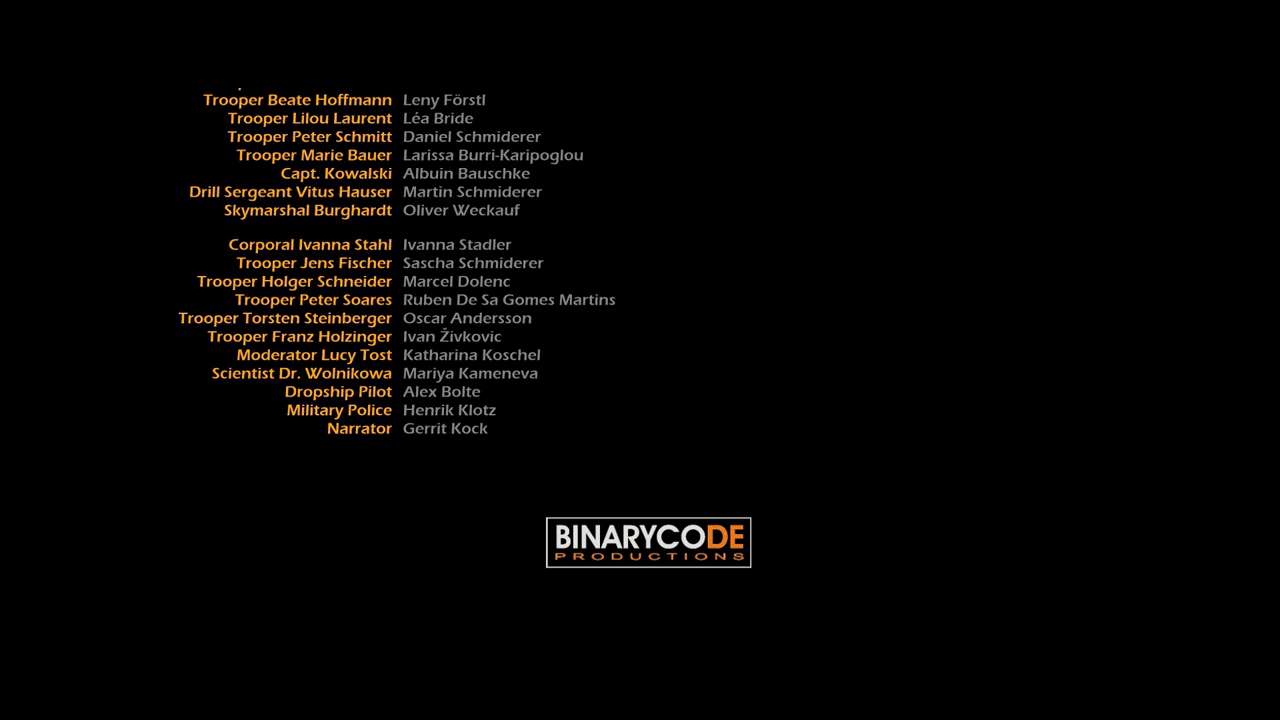 Trooper Beate Hoffmann Leny Förstl
Trooper Lilou Laurent Léa Bride
Trooper Peter Schmitt Daniel Schmiderer
Trooper Marie Bauer Larissa Burri-Karipoglou
Capt. Kowalski Albuin Bauschke
Drill Sergeant Vitus Hauser Martin Schmiderer
Skymarshal Burghardt Oliver Weckauf
Corporal Ivanna Stahl Ivanna Stadler
Trooper Jens Fischer Sascha Schmiderer
Trooper Holger Schneider Marcel Dolenc
Trooper Peter Soares Ruben De Sa Gomes Martins
Trooper Torsten Steinberger Oscar Andersson
Trooper Franz Holzinger Ivan Živkovic
Moderator Lucy Tost Katharina Koschel
Scientist Dr. Wolnikowa Mariya Kameneva
Dropship Pilot Alex Bolte
Military Police Henrik Klotz
Narrator Gerrit Kock
BINARYCODE
PRODUCTIONS